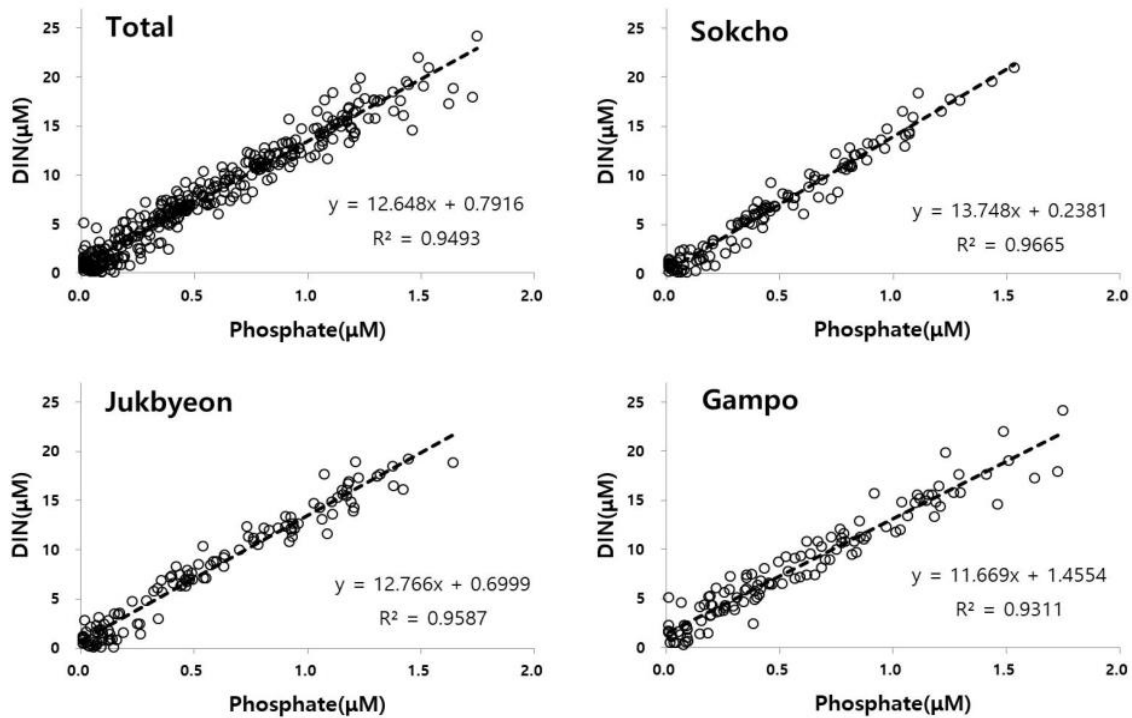 Total
25
20
15
10
5
0
DIN(μM)
y = 12.648x + 0.7916
R² = 0.9493
0.0 0.5 1.0 1.5 2.0
Phosphate(μM)
Sokcho
25
20
15
10
5
0
DIN(μM)
y = 13.748x + 0.2381
R² = 0.9665
0.0 0.5 1.0 1.5 2.0
Phosphate(μM)
Jukbyeon
25
20
15
10
5
0
DIN(μM)
y = 12.766x + 0.6999
R² = 0.9587
0.0 0.5 1.0 1.5 2.0
Phosphate(μM)
Gampo
25
20
15
10
5
0
DIN(μM)
y = 11.669x + 1.4554
R² = 0.9311
0.0 0.5 1.0 1.5 2.0
Phosphate(μM)